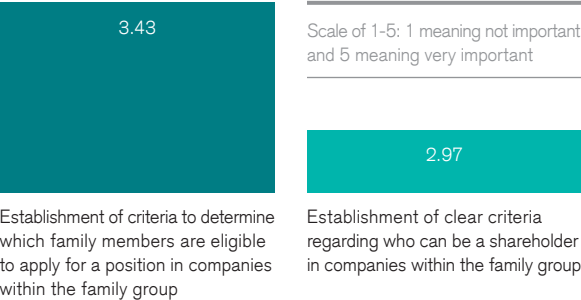 3.43
Establishment of criteria to determine
which family members are eligible
to apply for a position in companies
within the family group
Scale of 1-5: 1 meaning not important
and 5 meaning very important
2.97
Establishment of clear criteria
regarding who can be a shareholder
in companies within the family group